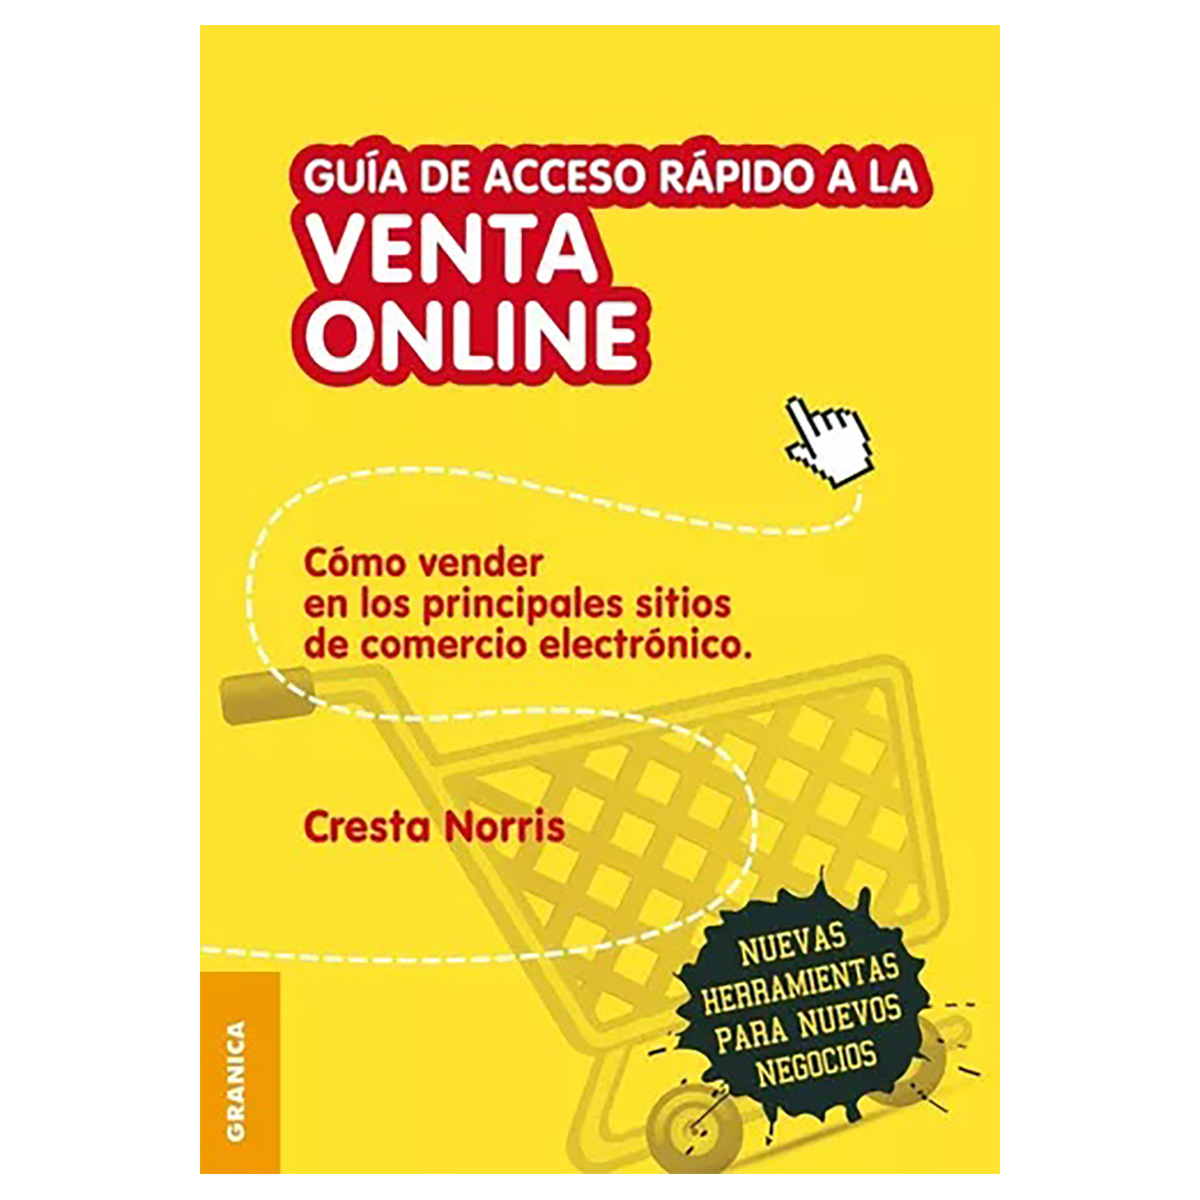 GUÍA DE ACCESO RÁPIDO A LA
VENTA
ONLINE
Cómo vender
en los principales sitios
de comercio electrónico.
Cresta Norris
NUEVAS
HERRAMIENTAS
PARA NUEVOS
NEGOCIOS
GRANICA